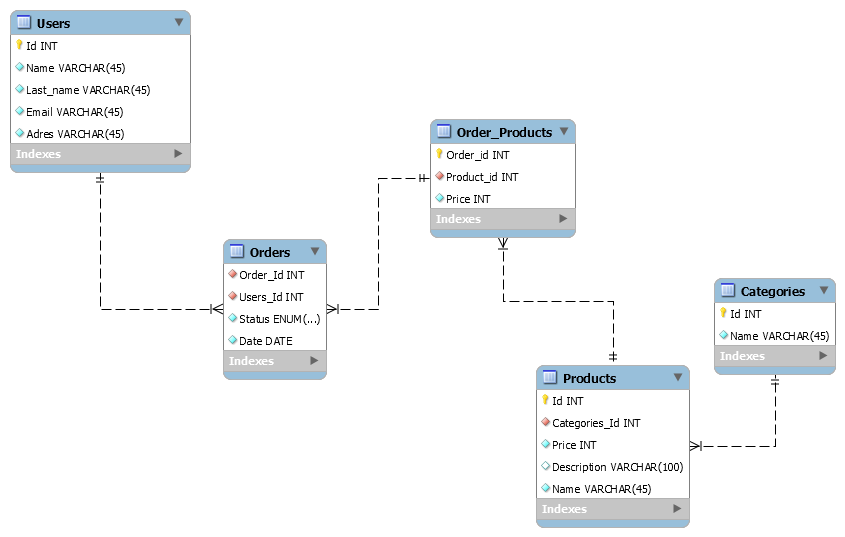 Users
Id INT
Name VARCHAR(45)
Last_name VARCHAR(45)
Email VARCHAR(45)
Adres VARCHAR(45)
Indexes
Order_Products
Order_id INT
Product_id INT
Price INT
Indexes
Orders
Order_Id INT
Users_Id INT
Status ENUM(...)
Date DATE
Indexes
Categories
Id INT
Name VARCHAR(45)
Indexes
Products
Id INT
Categories_Id INT
Price INT
Description VARCHAR(100)
Name VARCHAR(45)
Indexes